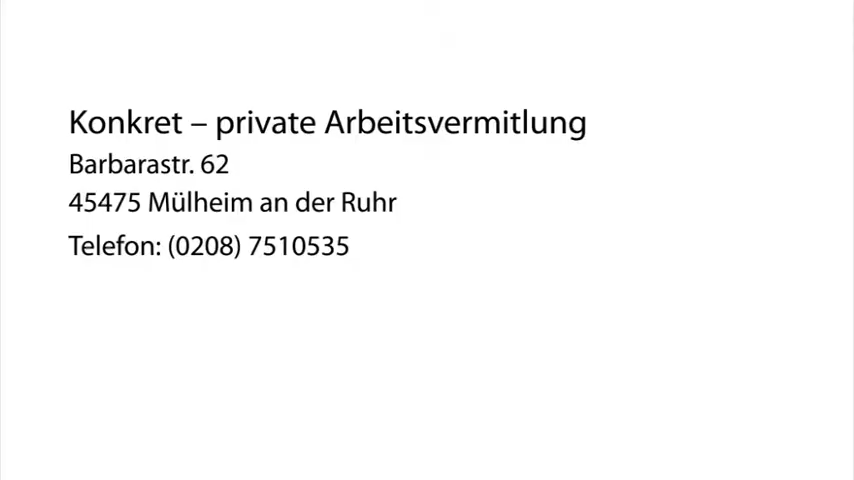 Konkret – private Arbeitsvermitlung
Barbarastr. 62
45475 Mülheim an der Ruhr
Telefon: (0208) 7510535